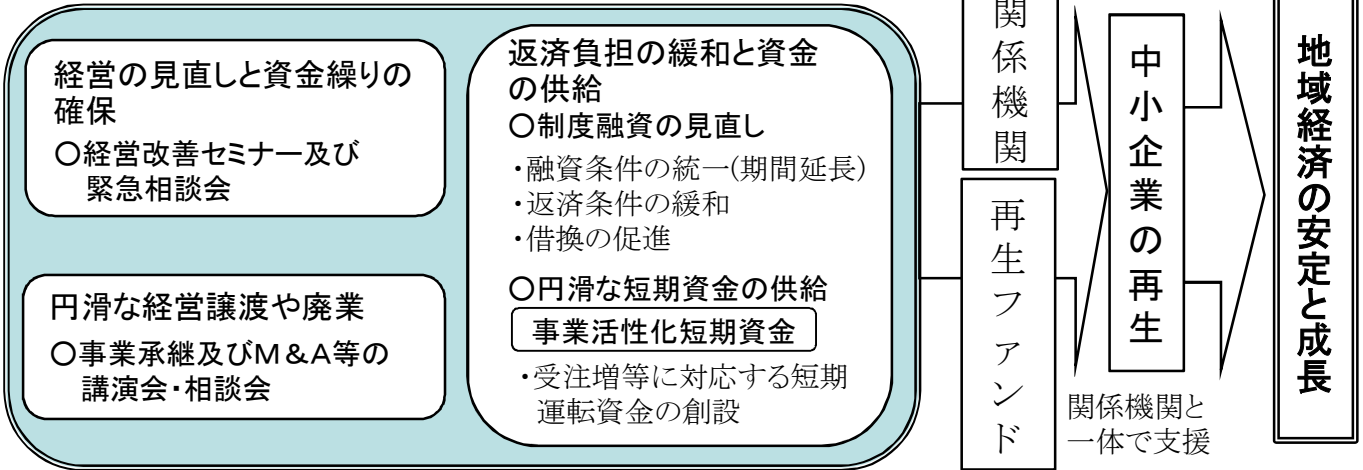 経営の見直しと資金繰りの
確保
○経営改善セミナー及び
緊急相談会
円滑な経営譲渡や廃業
○事業承継及びＭ＆Ａ等の
講演会・相談会
返済負担の緩和と資金
の供給
○制度融資の見直し
・融資条件の統一(期間延長)
・返済条件の緩和
・借換の促進
○円滑な短期資金の供給
事業活性化短期資金
・受注増等に対応する短期
運転資金の創設
関係機関
再生ファンド
中小企業の再生
関係機関と
一体で支援
地域経済の安定と成長